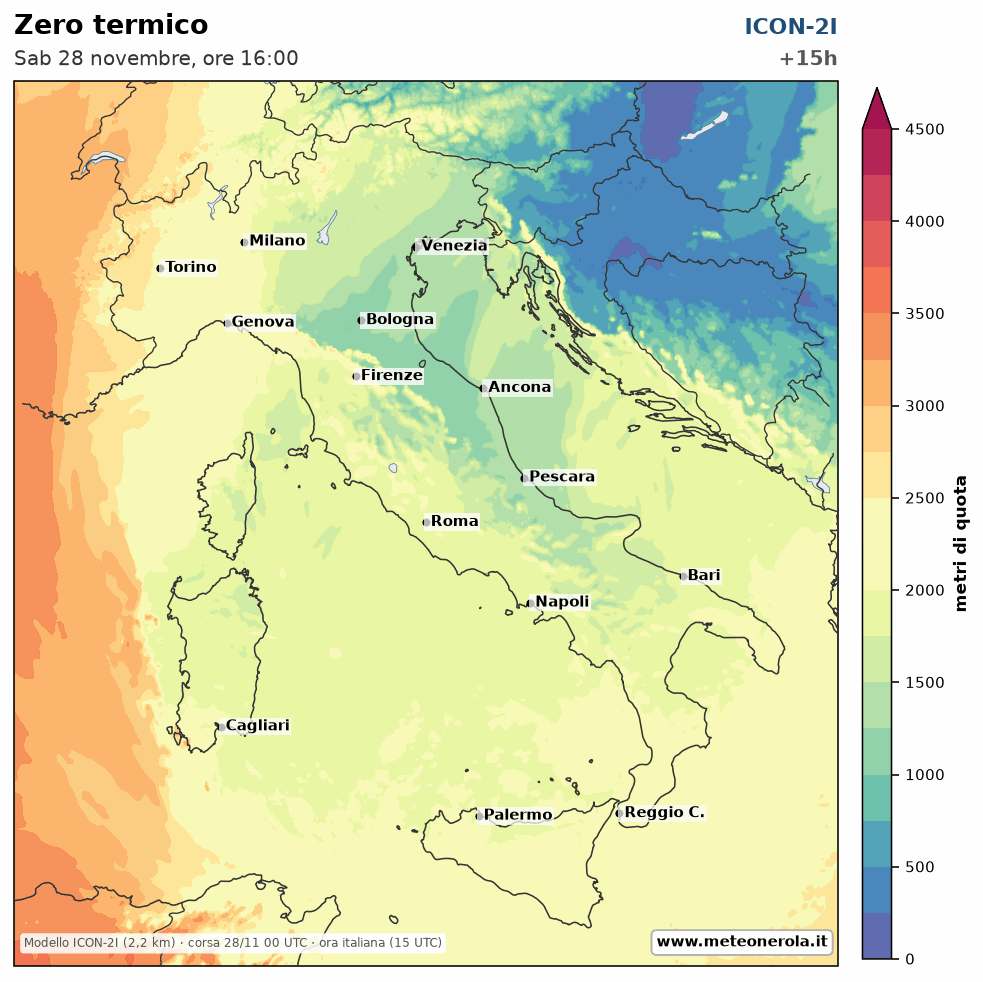 Zero termico
ICON-2I
Sab 28 novembre, ore 16:00
+15h
Milano
Venezia
Torino
Genova
Bologna
Firenze
Ancona
Pescara
Roma
Bari
Napoli
Cagliari
Palermo
Reggio C.
4500
4000
3500
3000
2500
2000
1500
1000
500
0
metri di quota
Modello ICON-2I (2,2 km) · corsa 28/11 00 UTC · ora italiana (15 UTC)
www.meteonerola.it